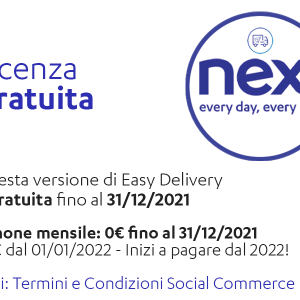 cenza
ratuita
nex
every day, every
esta versione di Easy Delivery
ratuita fino al 31/12/2021
one mensile: 0€ fino al 31/12/2021
€ dal 01/01/2022 - Inizi a pagare dal 2022!
i: Termini e Condizioni Social Commerce